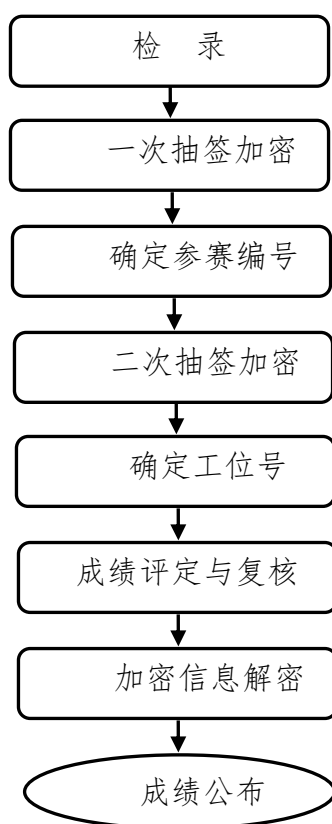 检 录
一次抽签加密
确定参赛编号
二次抽签加密
确定工位号
成绩评定与复核
加密信息解密
成绩公布